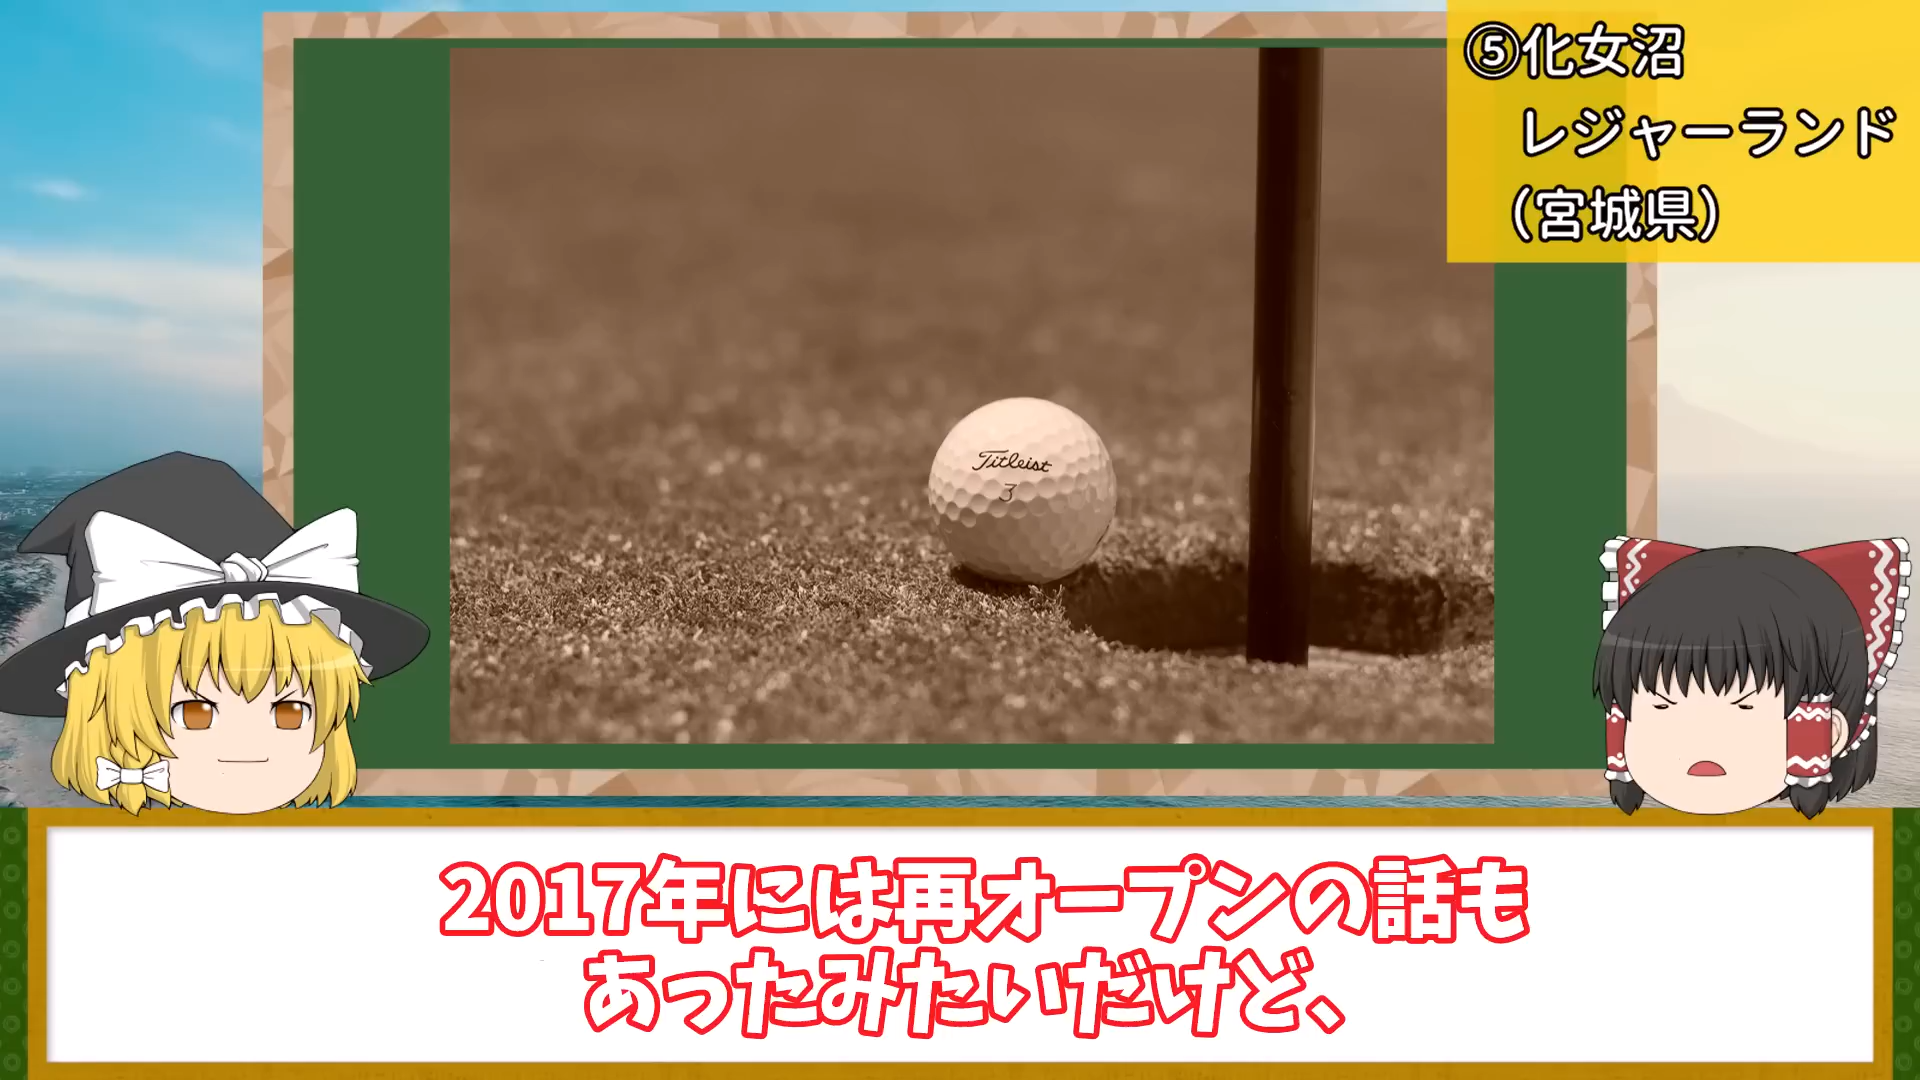 ⑤化女沼
レジャーランド
(宮城県)
Titleist
3
2017年には再オープンの話も
あったみたいだけど、